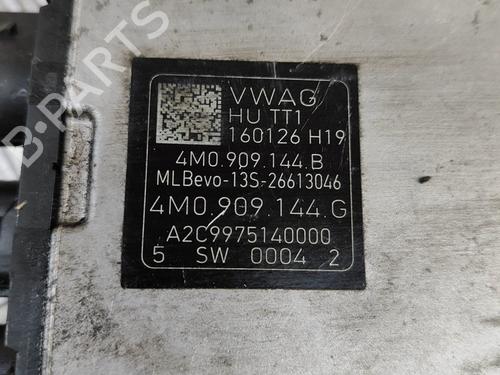 VWAG
HU TT1
160126 H19
4M0.909.144.B
MLBevo-13S-26613046
4M0.909.144.G
A2C9975140000
5 SW 0004 2